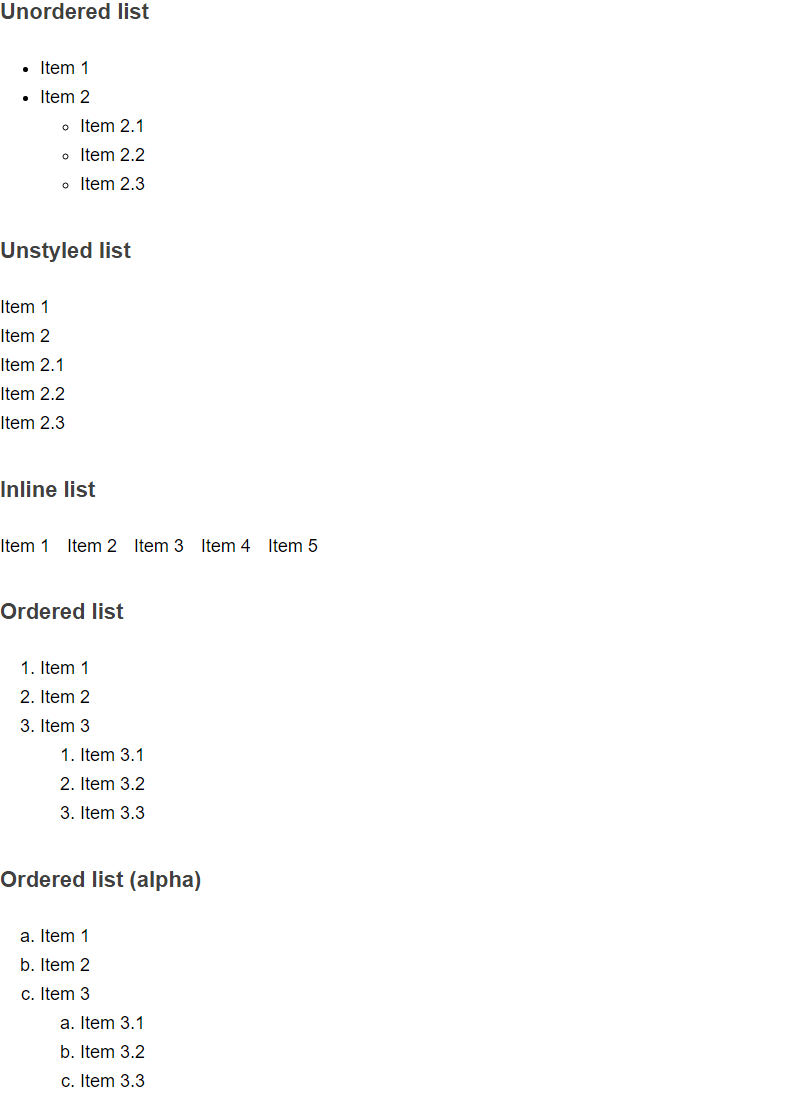 Unordered list
• Item 1
• Item 2
◦ Item 2.1
◦ Item 2.2
◦ Item 2.3
Unstyled list
Item 1
Item 2
Item 2.1
Item 2.2
Item 2.3
Inline list
Item 1 Item 2 Item 3 Item 4 Item 5
Ordered list
1. Item 1
2. Item 2
3. Item 3
1. Item 3.1
2. Item 3.2
3. Item 3.3
Ordered list (alpha)
a. Item 1
b. Item 2
c. Item 3
a. Item 3.1
b. Item 3.2
c. Item 3.3